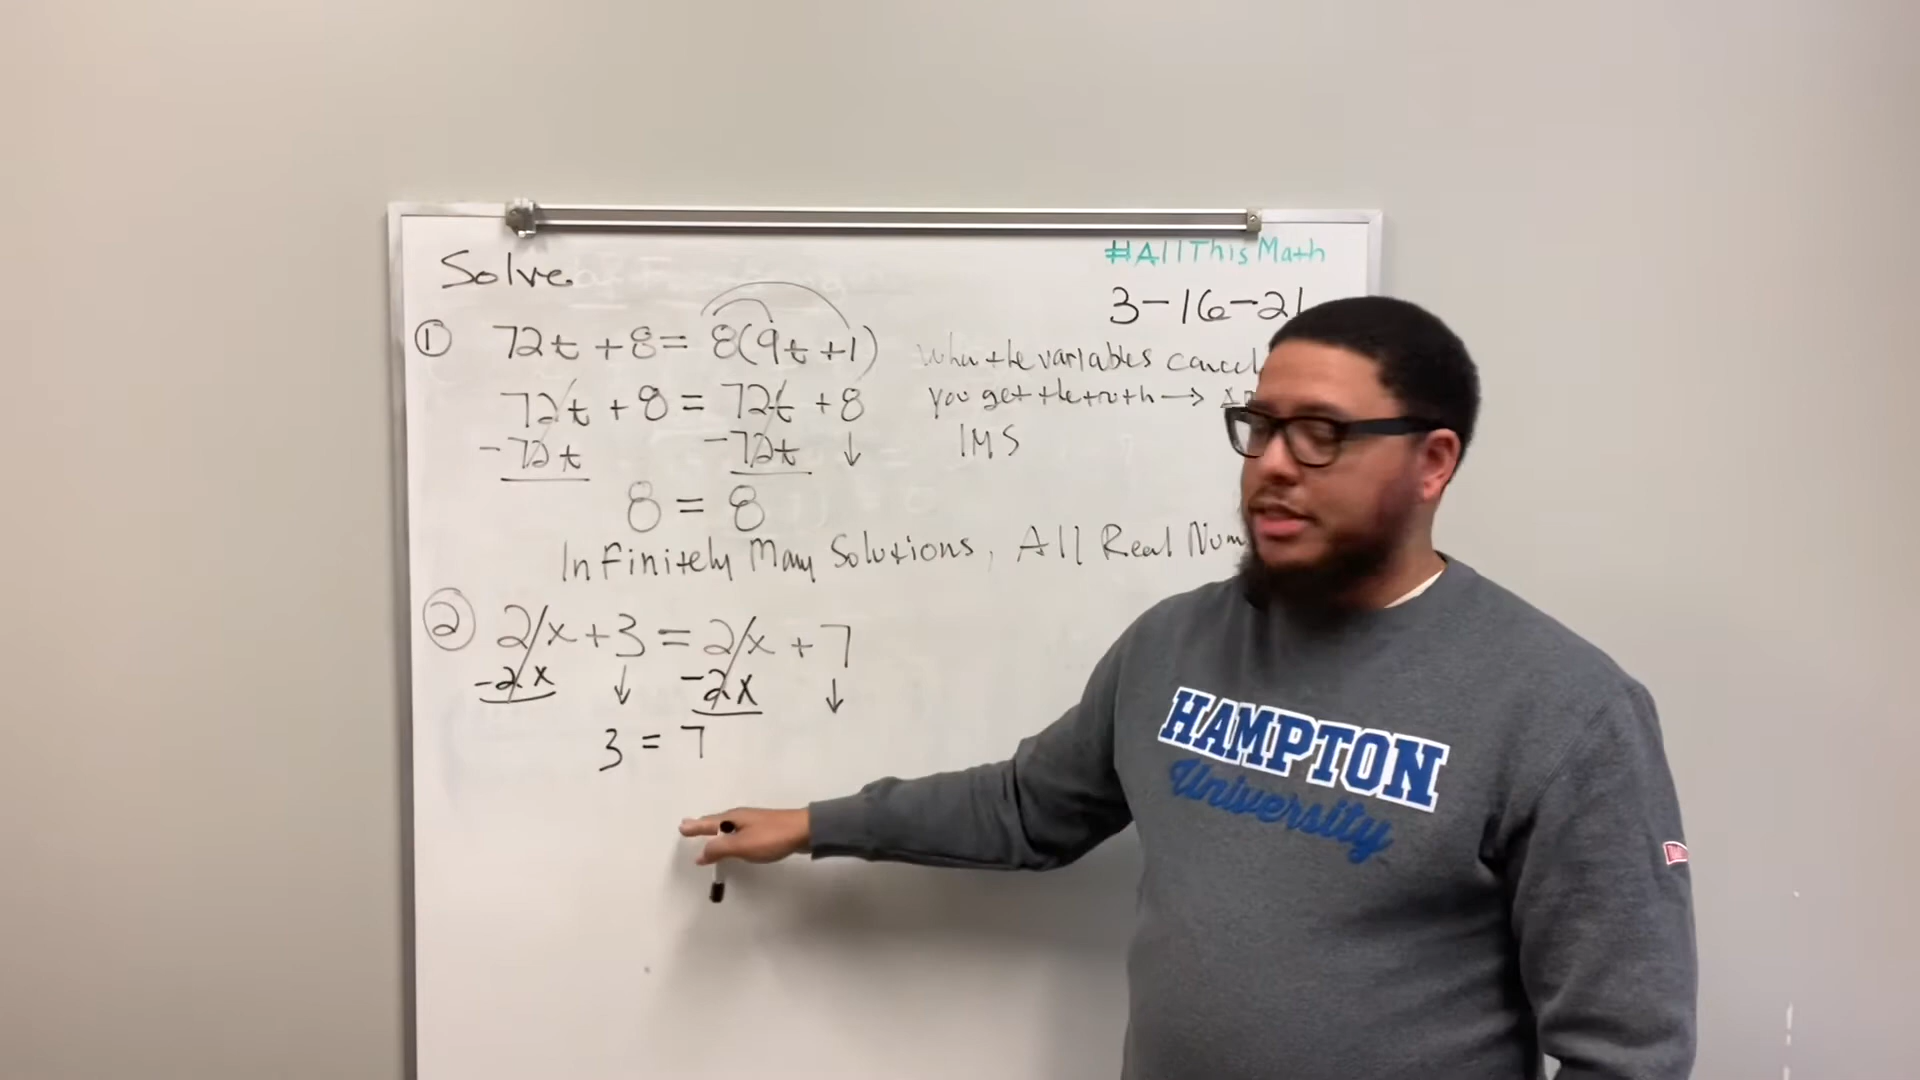 Solve
#AllThisMath
3-16-21
① 72t + 8 = 8(9t + 1)
72t + 8 = 72t + 8
-72t -72t ↓
8 = 8
When the variables cancel
you get the truth →
IMS
Infinitely Many Solutions, All Real
② 2x + 3 = 2x + 7
-2x ↓ -2x ↓
3 = 7
HAMPTON
University